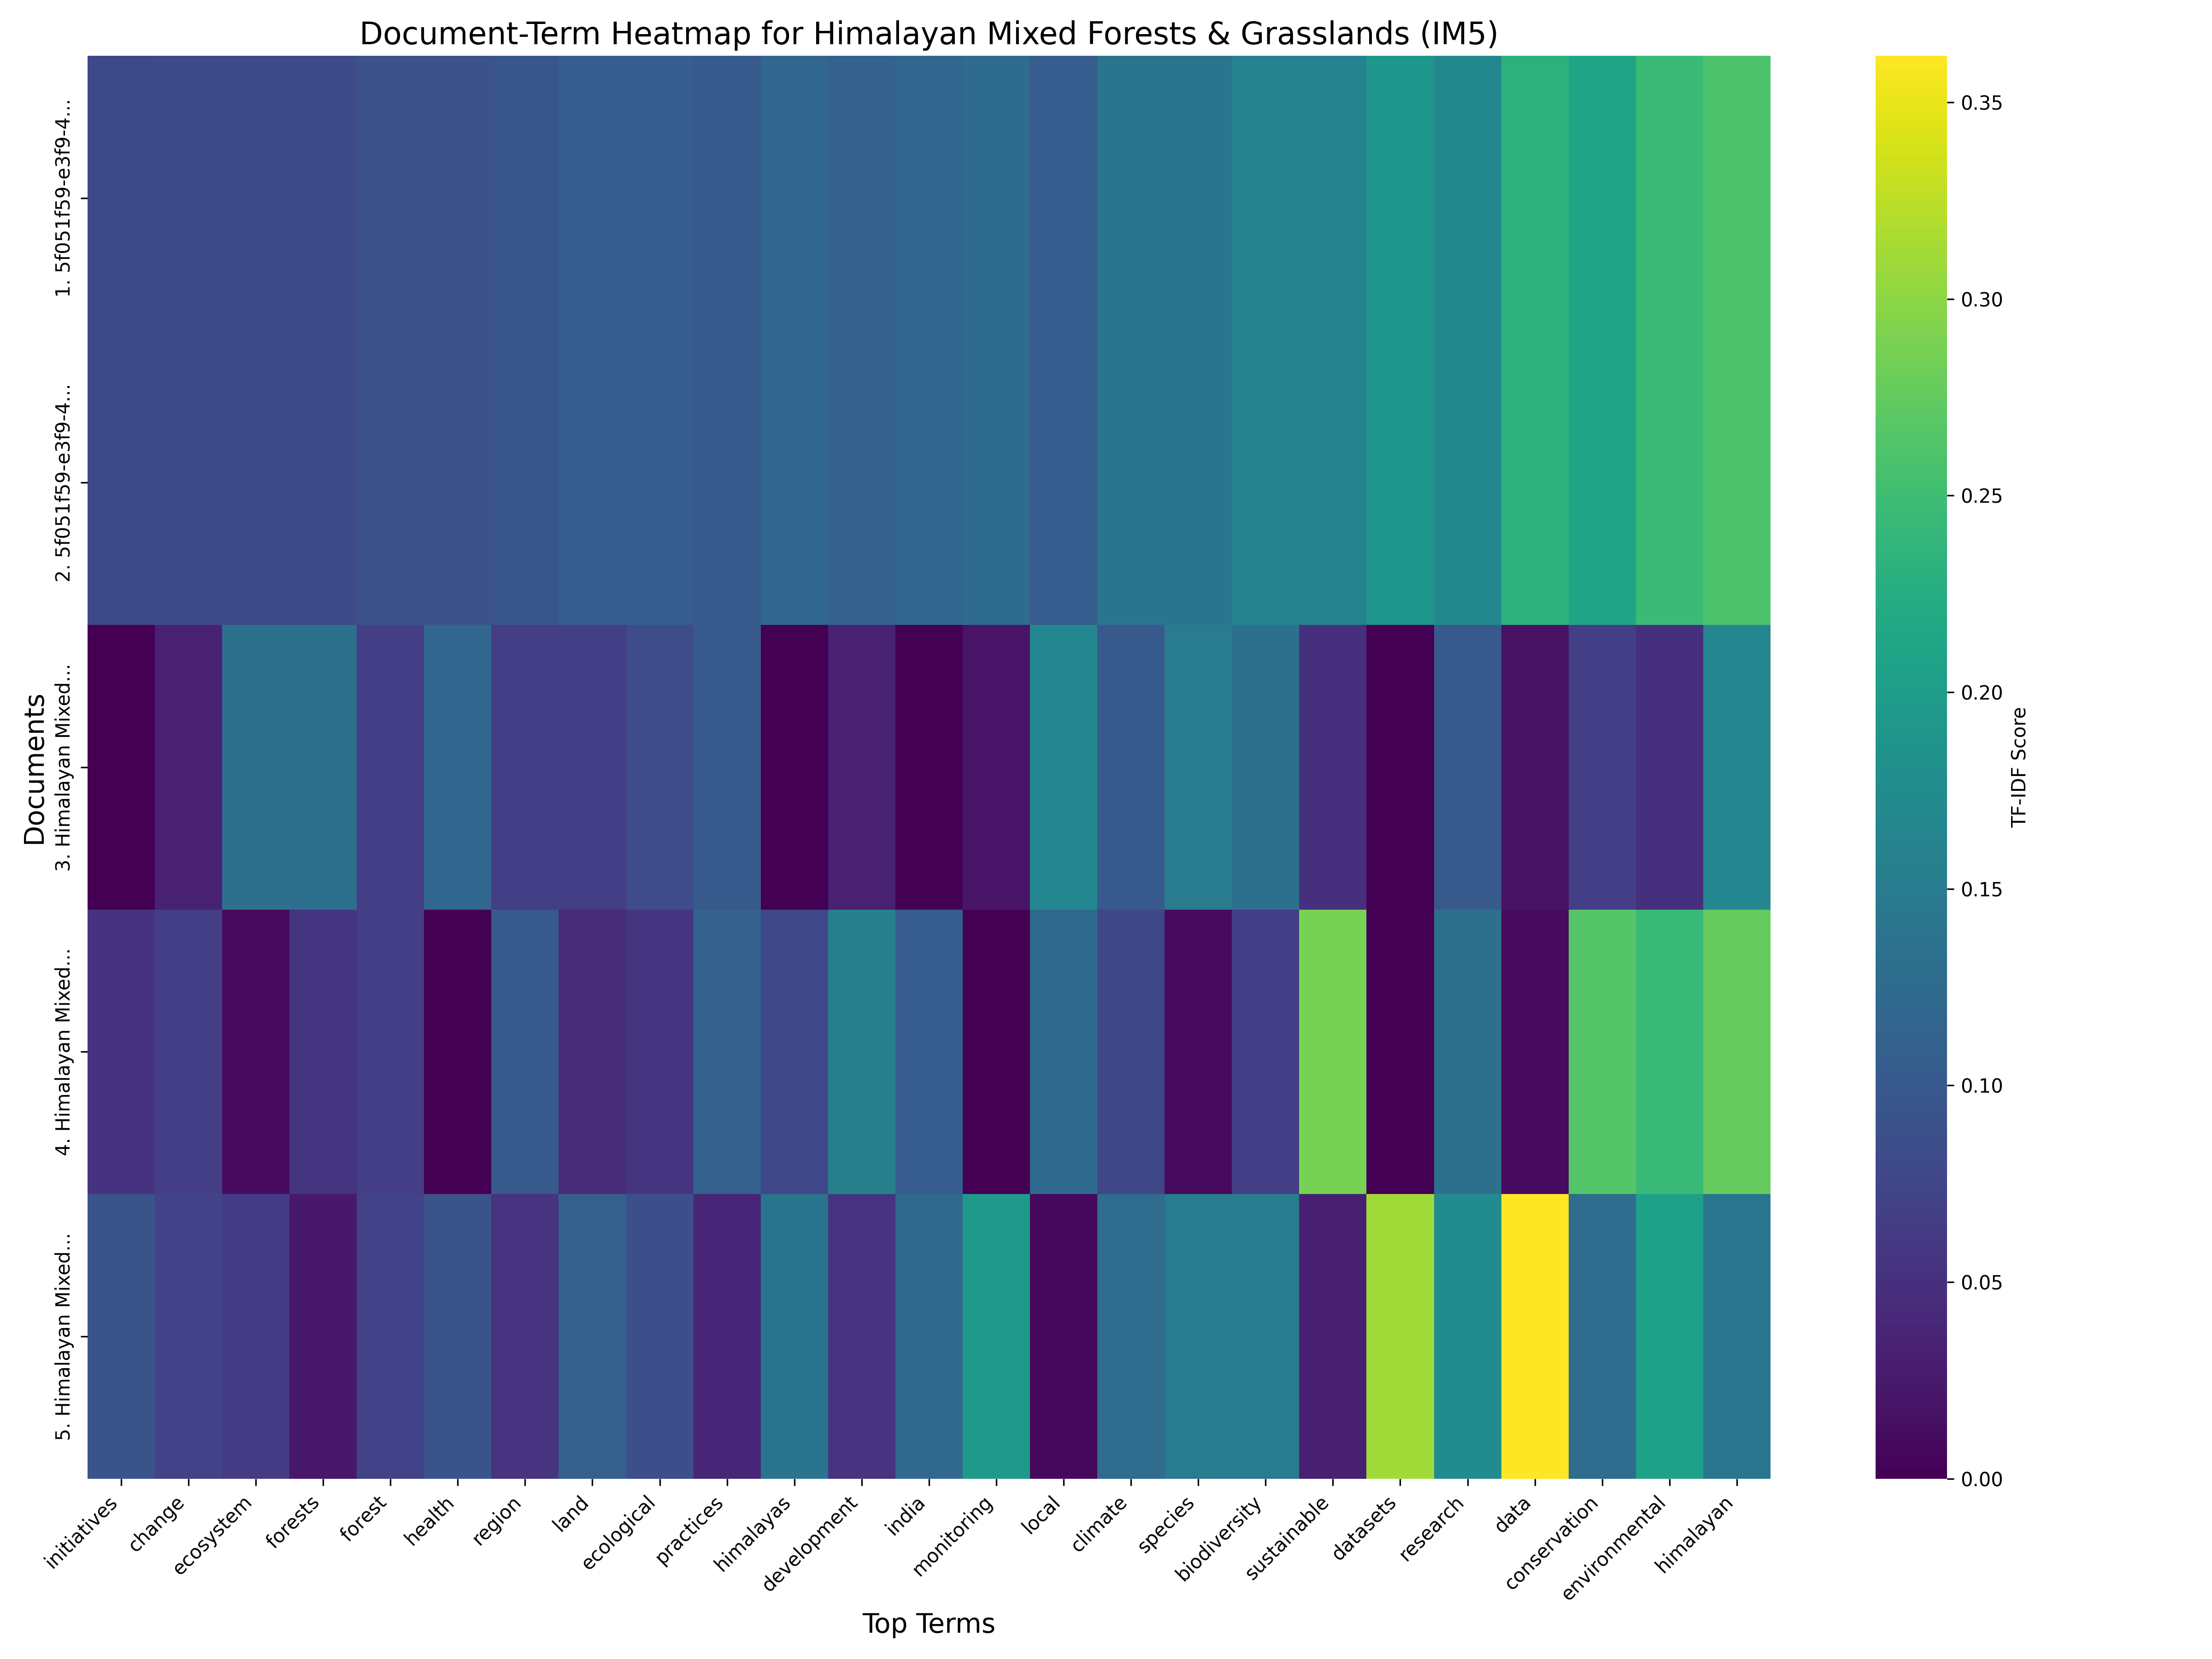 Document-Term Heatmap for Himalayan Mixed Forests & Grasslands (IM5)
Documents
1. 5f051f59-e3f9-4...
2. 5f051f59-e3f9-4...
3. Himalayan Mixed...
4. Himalayan Mixed...
5. Himalayan Mixed...
initiatives
change
ecosystem
forests
forest
health
region
land
ecological
practices
himalayas
development
india
monitoring
local
climate
species
biodiversity
sustainable
datasets
research
data
conservation
environmental
himalayan
Top Terms
0.35
0.30
0.25
0.20
0.15
0.10
0.05
0.00
TF-IDF Score